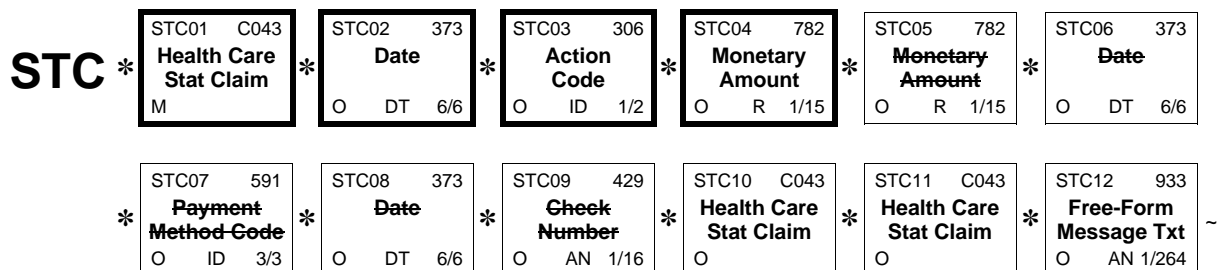 STC * STC01 C043 * STC02 373 * STC03 306 * STC04 782 * STC05 782 * STC06 373
Health Care Date Action Monetary Monetary Date
Stat Claim Code Amount Amount
M O DT 6/6 O ID 1/2 O R 1/15 O R 1/15 O DT 6/6
* STC07 591 * STC08 373 * STC09 429 * STC10 C043 * STC11 C043 * STC12 933 ~
Payment Date Check Health Care Health Care Free-Form
Method Code Number Stat Claim Stat Claim Message Txt
O ID 3/3 O DT 6/6 O AN 1/16 O O O AN 1/264